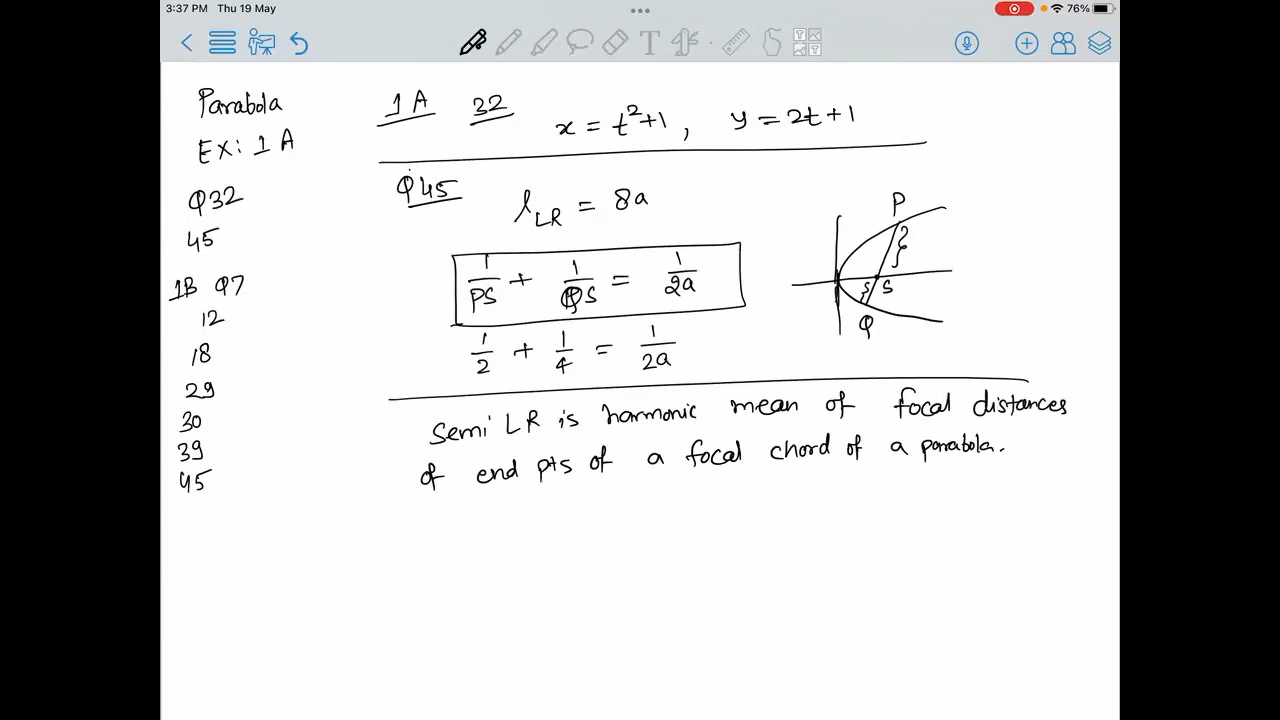 3:37 PM Thu 19 May
76%
Parabola
EX: 1 A
Q32
45
1B Q7
12
18
29
30
39
45
1A 32 x = t²+1, y = 2t+1
Q45
l_LR = 8a
1/PS + 1/QS = 1/2a
1/2 + 1/4 = 1/2a
P
S
Q
Semi LR is harmonic mean of focal distances
of end pts of a focal chord of a parabola.